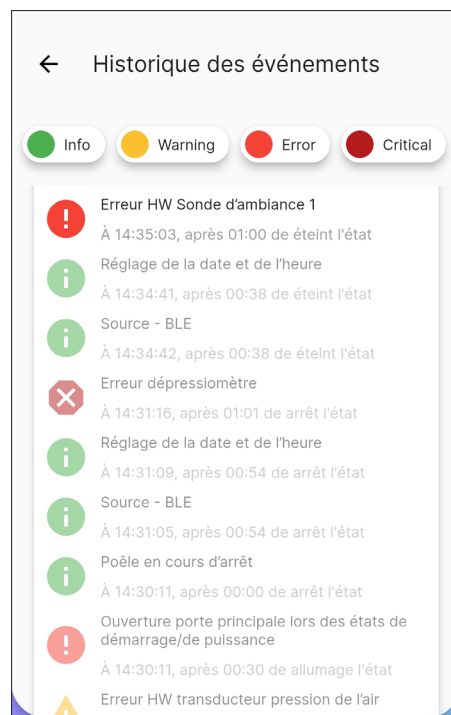 Historique des événements
Info
Warning
Error
Critical
Erreur HW Sonde d’ambiance 1
À 14:35:03, après 01:00 de éteint l'état
Réglage de la date et de l’heure
À 14:34:41, après 00:38 de éteint l'état
Source - BLE
À 14:34:42, après 00:38 de éteint l'état
Erreur dépressiomètre
À 14:31:16, après 01:01 de arrêt l'état
Réglage de la date et de l’heure
À 14:31:09, après 00:54 de arrêt l'état
Source - BLE
À 14:31:05, après 00:54 de arrêt l'état
Poêle en cours d’arrêt
À 14:30:11, après 00:00 de arrêt l'état
Ouverture porte principale lors des états de
démarrage/de puissance
À 14:30:11, après 00:30 de allumage l'état
Erreur HW transducteur pression de l’air